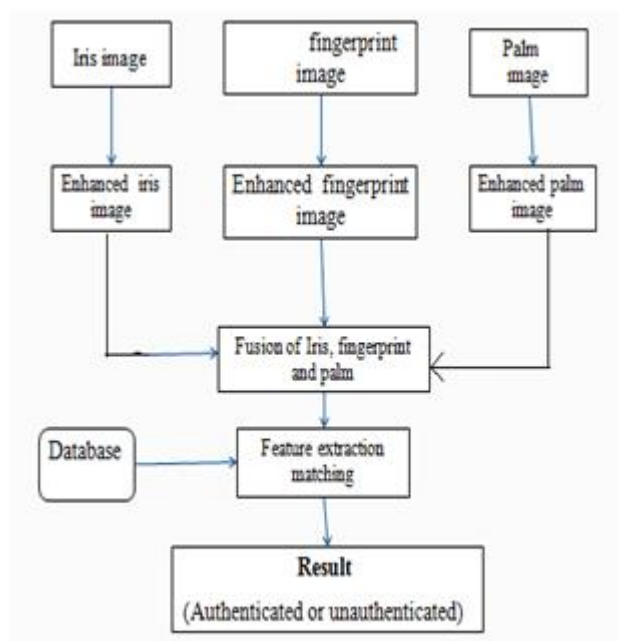 Iris image
fingerprint
image
Palm
image
Enhanced iris
image
Enhanced fingerprint
image
Enhanced palm
image
Fusion of Iris, fingerprint
and palm
Database
Feature extraction
matching
Result
(Authenticated or unauthenticated)